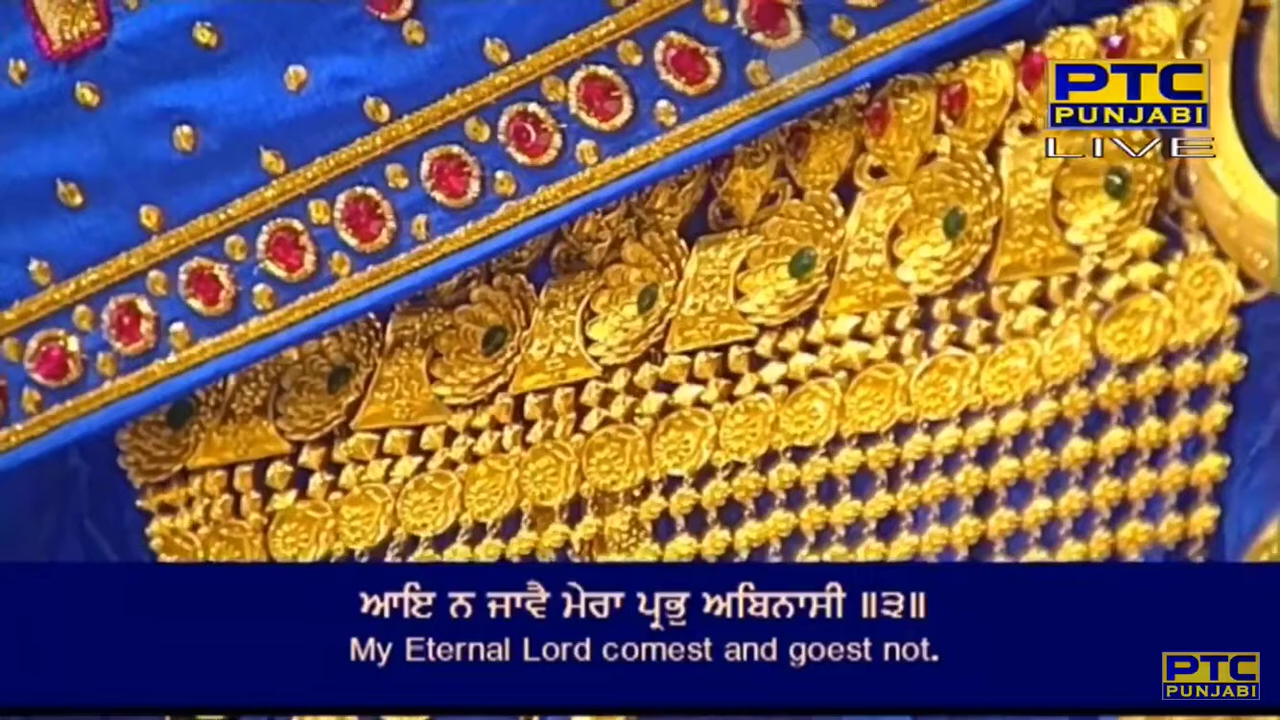 PTC
PUNJABI
LIVE
ਆਇ ਨ ਜਾਵੈ ਮੇਰਾ ਪ੍ਰਭੁ ਅਬਿਨਾਸੀ ॥੩॥
My Eternal Lord comest and goest not.
PTC
PUNJABI